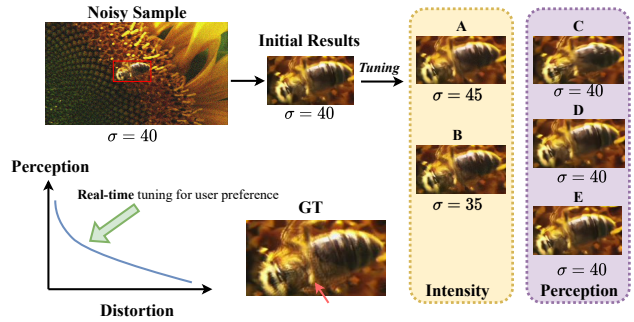 Noisy Sample
σ = 40
Initial Results
σ = 40
Tuning
A
σ = 45
B
σ = 35
Intensity
C
σ = 40
D
σ = 40
E
σ = 40
Perception
Perception
Real-time tuning for user preference
Distortion
GT